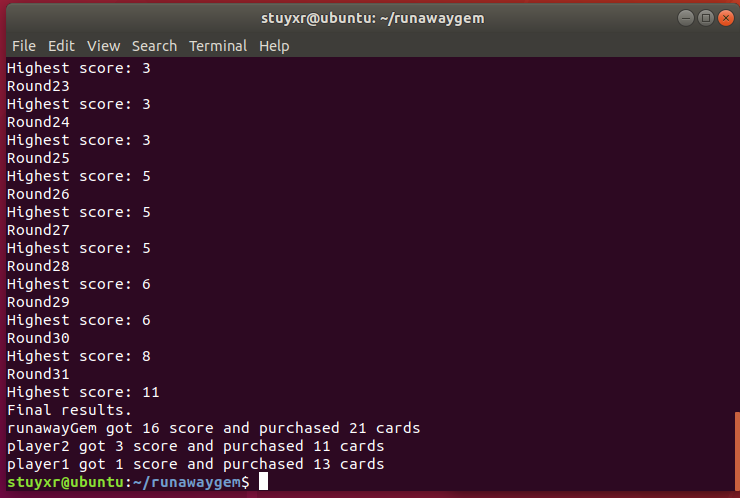 stuyxr@ubuntu: ~/runawaygem
File Edit View Search Terminal Help
Highest score: 3
Round23
Highest score: 3
Round24
Highest score: 3
Round25
Highest score: 5
Round26
Highest score: 5
Round27
Highest score: 5
Round28
Highest score: 6
Round29
Highest score: 6
Round30
Highest score: 8
Round31
Highest score: 11
Final results.
runawayGem got 16 score and purchased 21 cards
player2 got 3 score and purchased 11 cards
player1 got 1 score and purchased 13 cards
stuyxr@ubuntu:~/runawaygem$